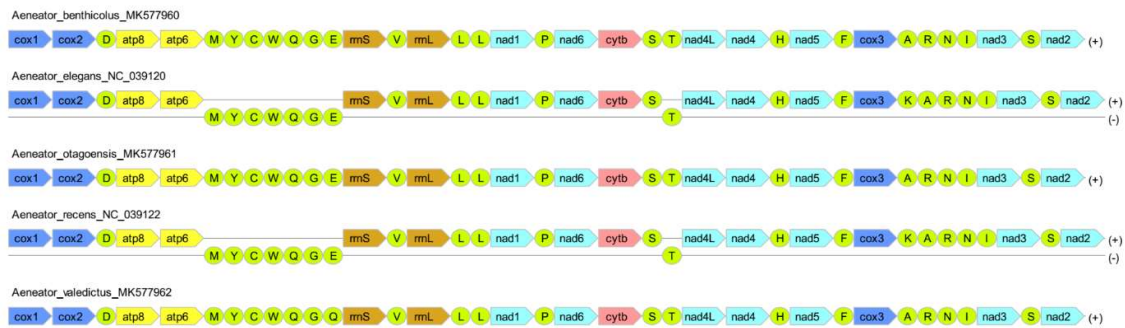 Aeneator_benthicolus_MK577960
cox1 cox2 D atp8 atp6 M Y C W Q G E rrnS V rrnL L L nad1 P nad6 cytb S T nad4L nad4 H nad5 F cox3 A R N I nad3 S nad2 (+)
Aeneator_elegans_NC_039120
cox1 cox2 D atp8 atp6 rrnS V rrnL L L nad1 P nad6 cytb S nad4L nad4 H nad5 F cox3 K A R N I nad3 S nad2 (+)
M Y C W Q G E T (-)
Aeneator_otagoensis_MK577961
cox1 cox2 D atp8 atp6 M Y C W Q G E rrnS V rrnL L L nad1 P nad6 cytb S T nad4L nad4 H nad5 F cox3 A R N I nad3 S nad2 (+)
Aeneator_recens_NC_039122
cox1 cox2 D atp8 atp6 rrnS V rrnL L L nad1 P nad6 cytb S nad4L nad4 H nad5 F cox3 K A R N I nad3 S nad2 (+)
M Y C W Q G E T (-)
Aeneator_valedictus_MK577962
cox1 cox2 D atp8 atp6 M Y C W Q G Q rrnS V rrnL L L nad1 P nad6 cytb S T nad4L nad4 H nad5 F cox3 A R N I nad3 S nad2 (+)